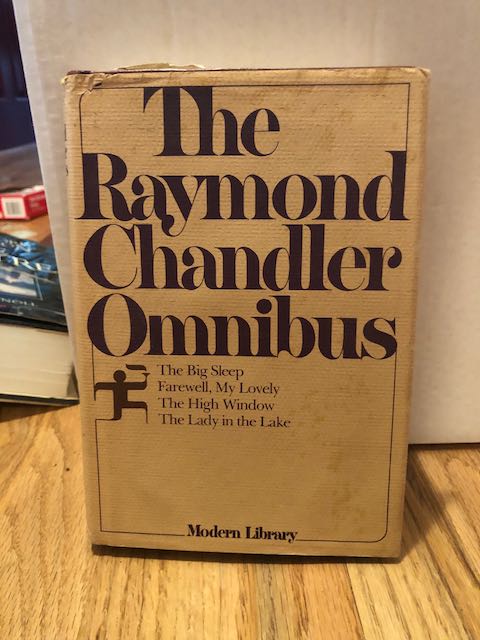 The
Raymond
Chandler
Omnibus
The Big Sleep
Farewell, My Lovely
The High Window
The Lady in the Lake
Modern Library